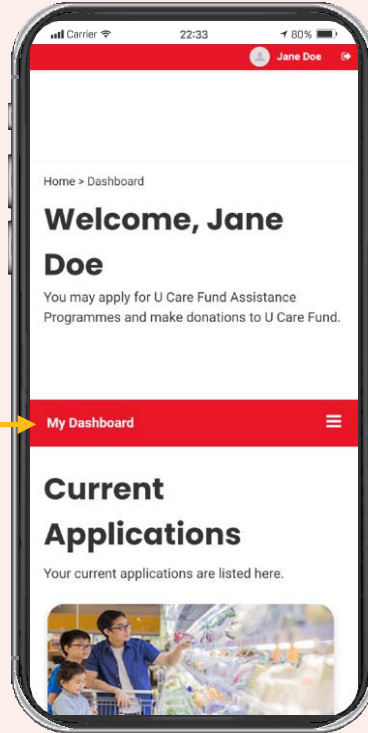 Carrier 22:33 80%
Jane Doe
Home > Dashboard
Welcome, Jane
Doe
You may apply for U Care Fund Assistance
Programmes and make donations to U Care Fund.
My Dashboard
Current
Applications
Your current applications are listed here.